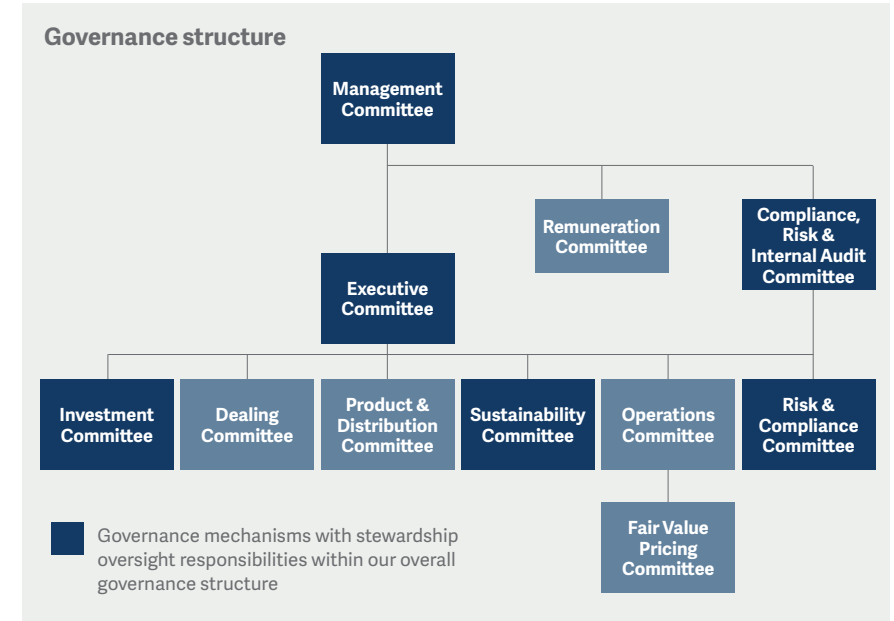 Governance structure
Management
Committee
Remuneration
Committee
Compliance,
Risk &
Internal Audit
Committee
Executive
Committee
Investment
Committee
Dealing
Committee
Product &
Distribution
Committee
Sustainability
Committee
Operations
Committee
Risk &
Compliance
Committee
Fair Value
Pricing
Committee
Governance mechanisms with stewardship
oversight responsibilities within our overall
governance structure